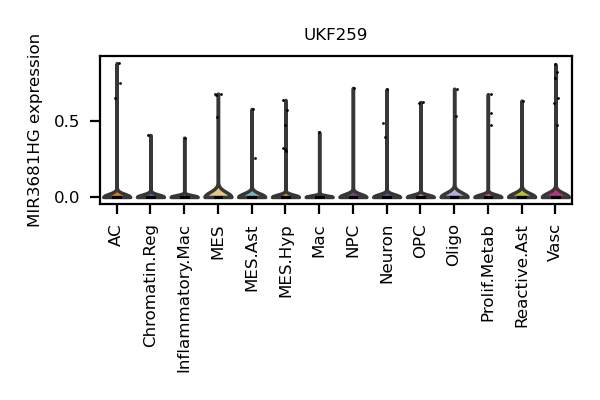 UKF259
MIR3681HG expression
0.5
0.0
AC
Chromatin.Reg
Inflammatory.Mac
MES
MES.Ast
MES.Hyp
Mac
NPC
Neuron
OPC
Oligo
Prolif.Metab
Reactive.Ast
Vasc